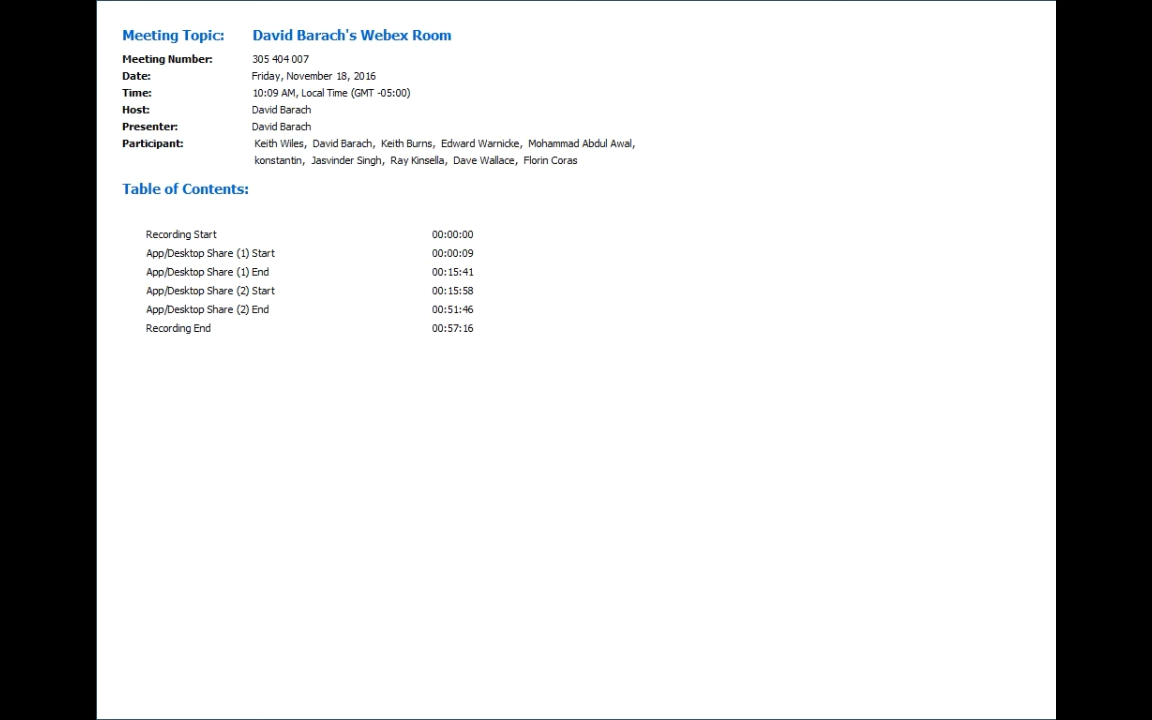 Meeting Topic: David Barach's Webex Room
Meeting Number: 305 404 007
Date: Friday, November 18, 2016
Time: 10:09 AM, Local Time (GMT -05:00)
Host: David Barach
Presenter: David Barach
Participant: Keith Wiles, David Barach, Keith Burns, Edward Warnicke, Mohammad Abdul Awal,
konstantin, Jasvinder Singh, Ray Kinsella, Dave Wallace, Florin Coras
Table of Contents:
Recording Start 00:00:00
App/Desktop Share (1) Start 00:00:09
App/Desktop Share (1) End 00:15:41
App/Desktop Share (2) Start 00:15:58
App/Desktop Share (2) End 00:51:46
Recording End 00:57:16